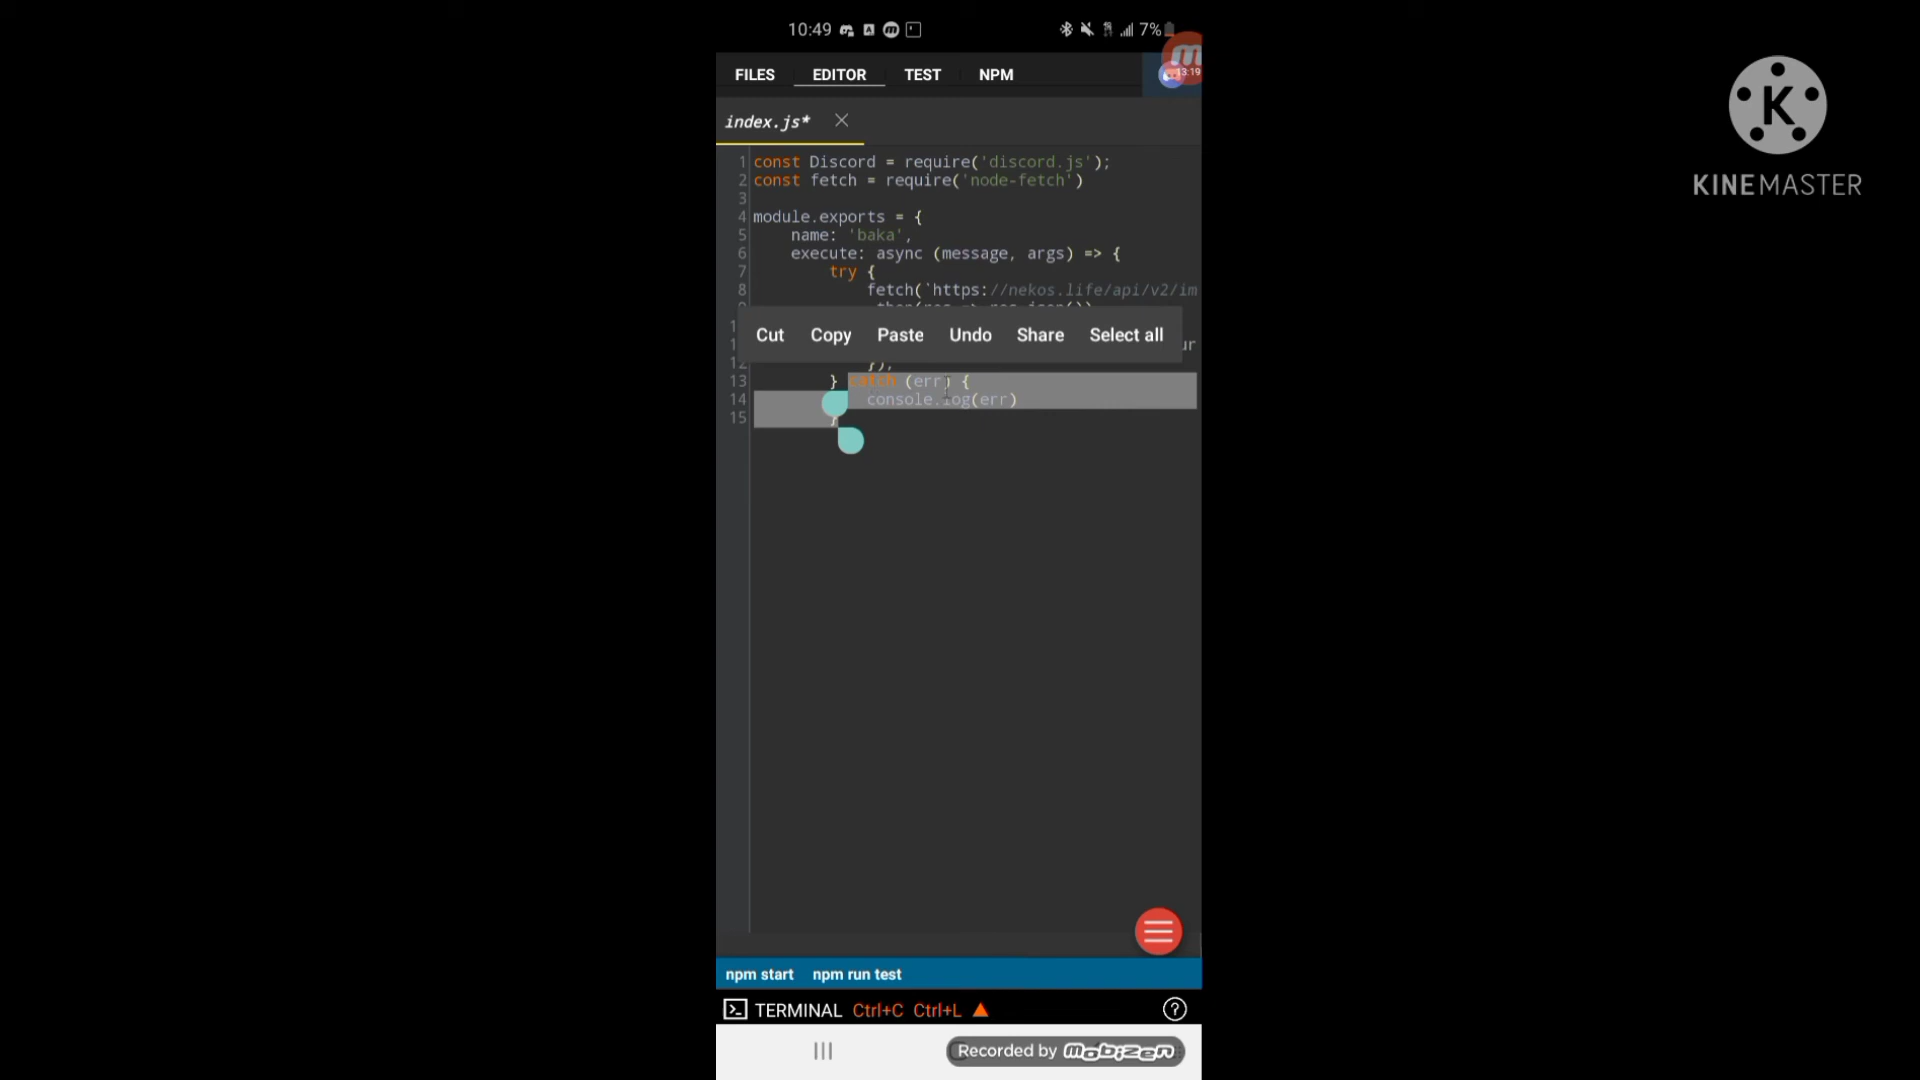 10:49 7%
13:19
FILES EDITOR TEST NPM
K
KINEMASTER
index.js*
1 const Discord = require('discord.js');
2 const fetch = require('node-fetch')
3
4 module.exports = {
5 name: 'baka',
6 execute: async (message, args) => {
7 try {
8 fetch(`https://nekos.life/api/v2/im
Cut Copy Paste Undo Share Select all
12 });
13 } catch (err) {
14 console.log(err)
15 }
npm start npm run test
TERMINAL Ctrl+C Ctrl+L
Recorded by mobizen